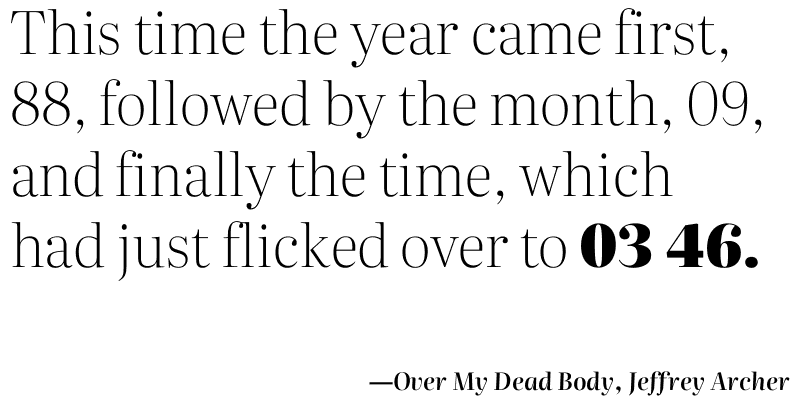 This time the year came first,
88, followed by the month, 09,
and finally the time, which
had just flicked over to 03 46.
—Over My Dead Body, Jeffrey Archer